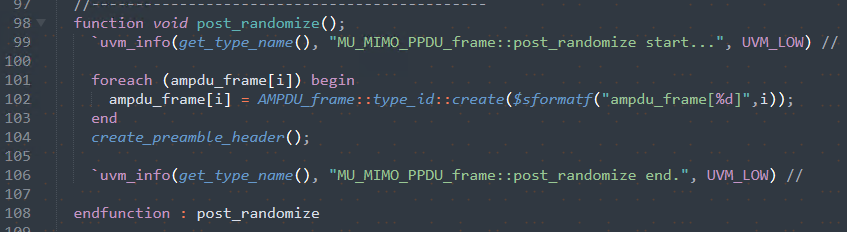 97 //---------------------------------------------
98 function void post_randomize();
99 `uvm_info(get_type_name(), "MU_MIMO_PPDU_frame::post_randomize start...", UVM_LOW) //
100
101 foreach (ampdu_frame[i]) begin
102 ampdu_frame[i] = AMPDU_frame::type_id::create($sformatf("ampdu_frame[%d]",i));
103 end
104 create_preamble_header();
105
106 `uvm_info(get_type_name(), "MU_MIMO_PPDU_frame::post_randomize end.", UVM_LOW) //
107
108 endfunction : post_randomize
109